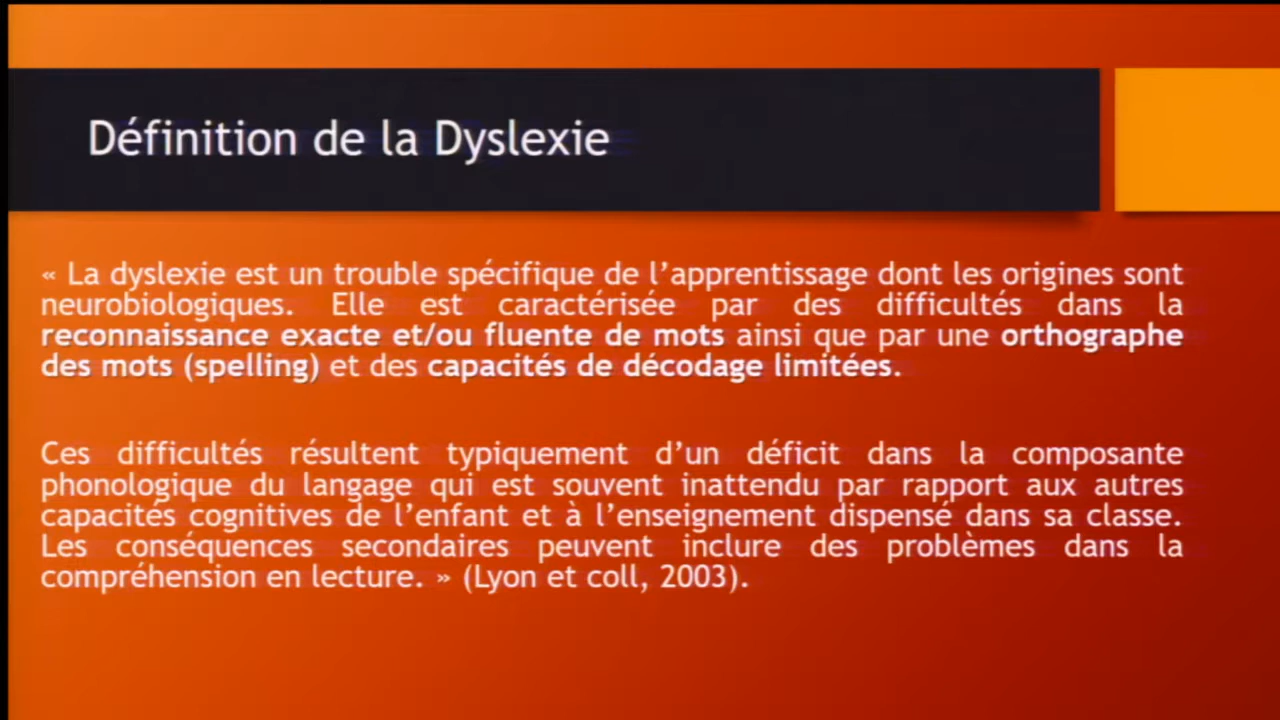 Définition de la Dyslexie
« La dyslexie est un trouble spécifique de l’apprentissage dont les origines sont
neurobiologiques. Elle est caractérisée par des difficultés dans la
reconnaissance exacte et/ou fluente de mots ainsi que par une orthographe
des mots (spelling) et des capacités de décodage limitées.
Ces difficultés résultent typiquement d’un déficit dans la composante
phonologique du langage qui est souvent inattendu par rapport aux autres
capacités cognitives de l’enfant et à l’enseignement dispensé dans sa classe.
Les conséquences secondaires peuvent inclure des problèmes dans la
compréhension en lecture. » (Lyon et coll, 2003).